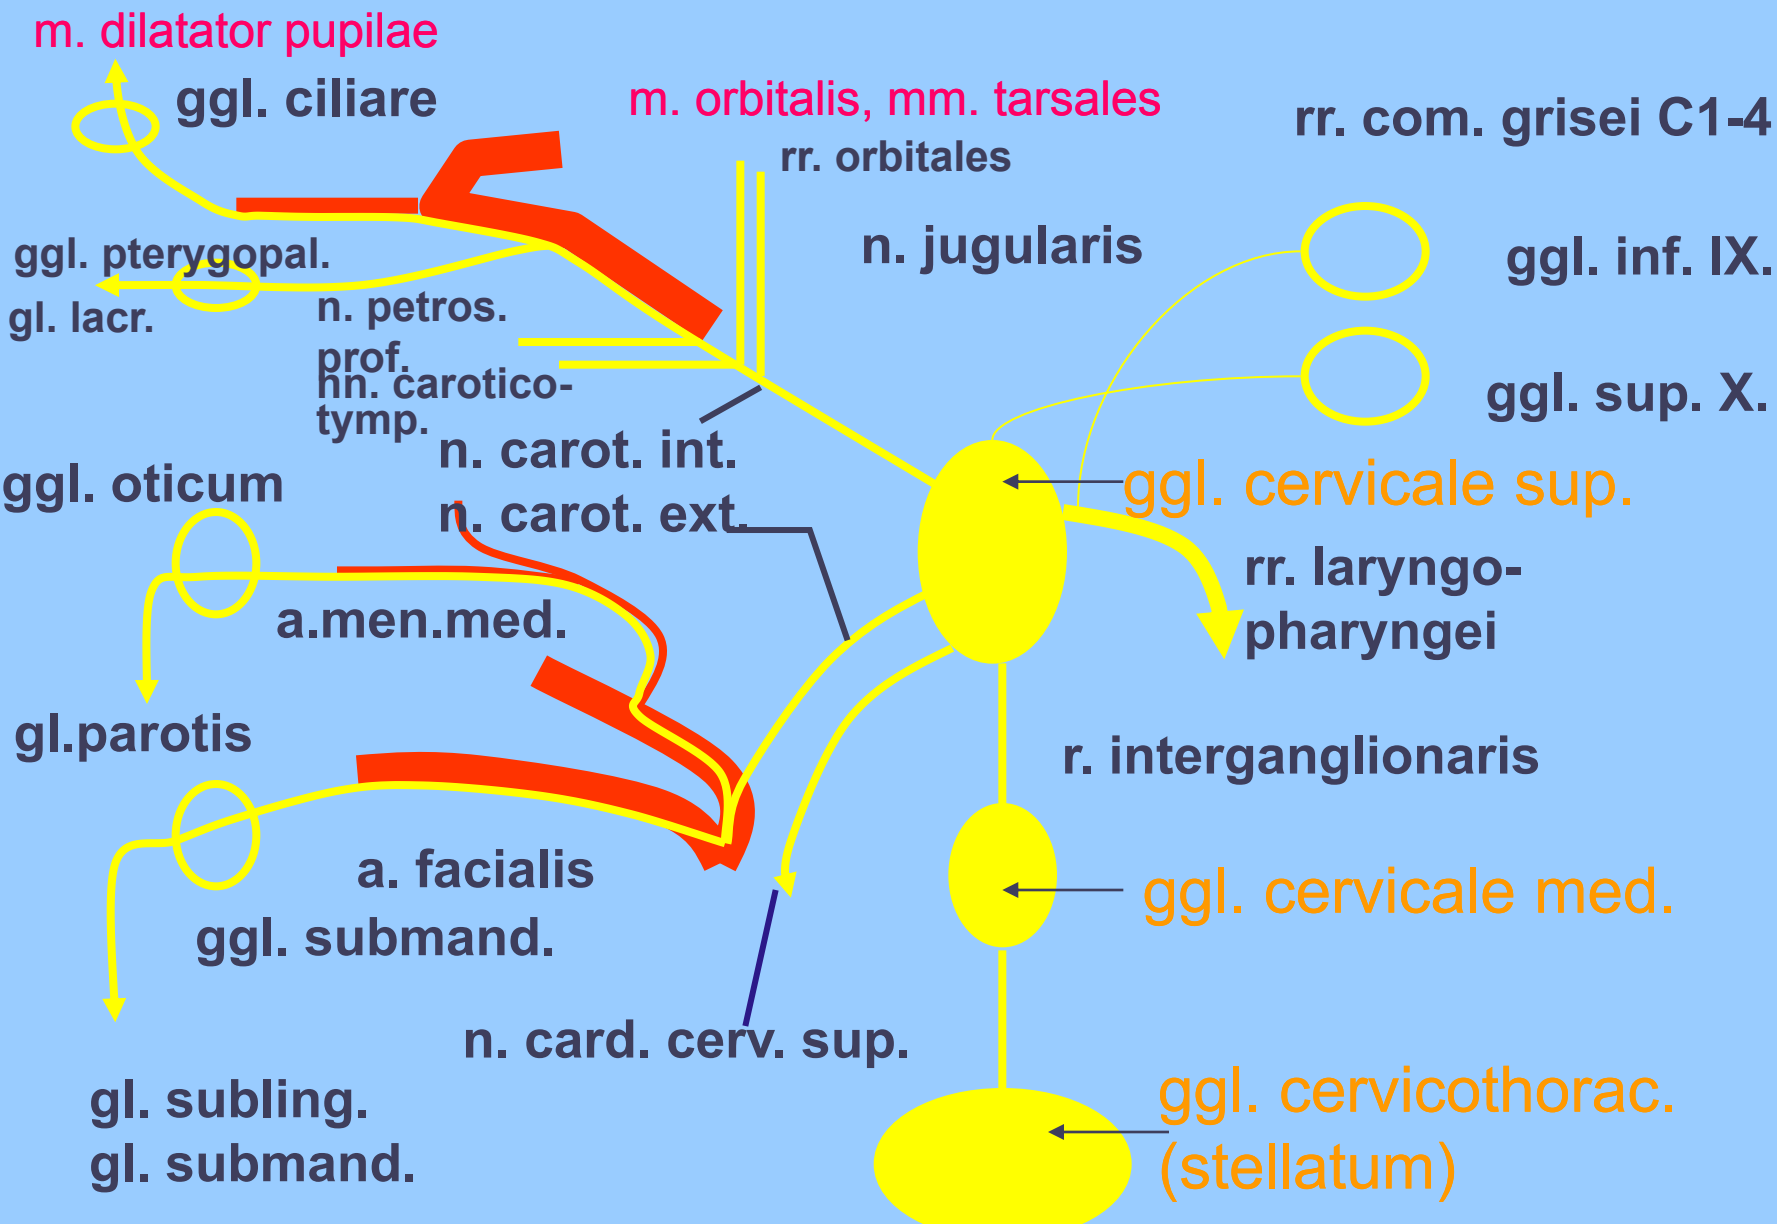 m. dilatator pupilae
ggl. ciliare
m. orbitalis, mm. tarsales
rr. com. grisei C1-4
rr. orbitales
n. jugularis
ggl. inf. IX.
ggl. pterygopal.
gl. lacr.
n. petros.
prof.
nn. carotico-
tymp.
ggl. sup. X.
n. carot. int.
ggl. cervicale sup.
ggl. oticum
n. carot. ext.
rr. laryngo-
pharyngei
a.men.med.
gl.parotis
r. interganglionaris
a. facialis
ggl. cervicale med.
ggl. submand.
n. card. cerv. sup.
gl. subling.
gl. submand.
ggl. cervicothorac.
(stellatum)